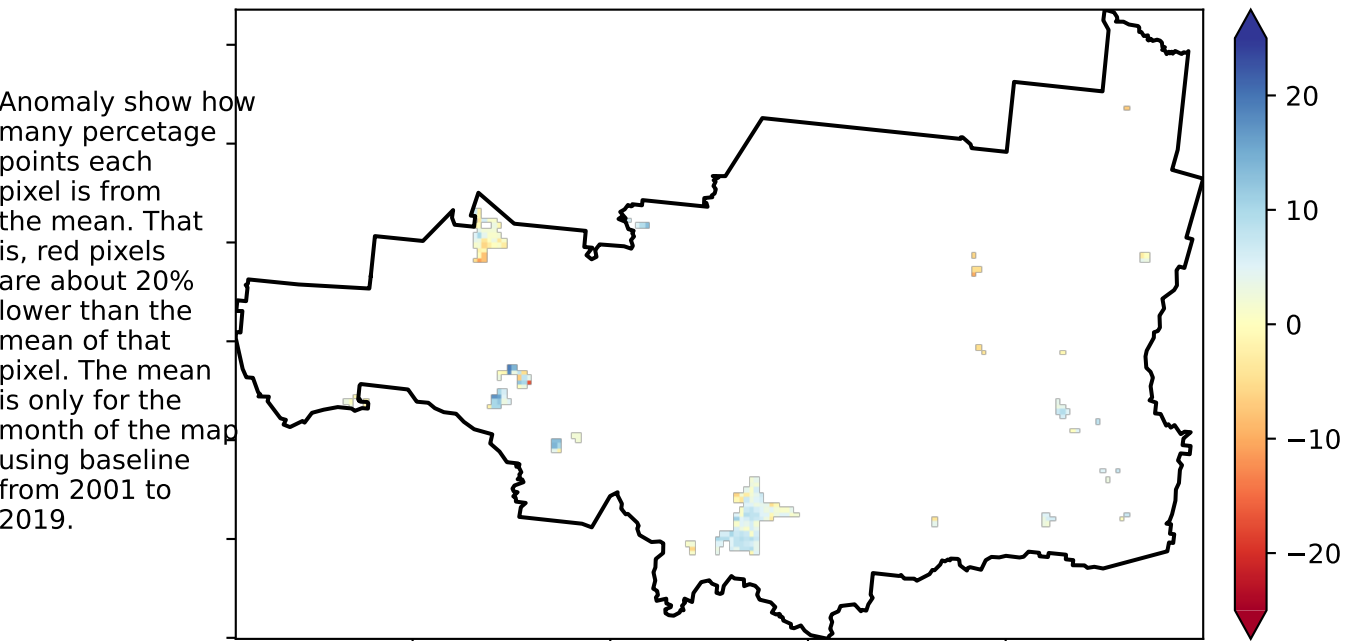 Anomaly show how
many percetage
points each
pixel is from
the mean. That
is, red pixels
are about 20%
lower than the
mean of that
pixel. The mean
is only for the
month of the map
using baseline
from 2001 to
2019.
20
10
0
−10
−20